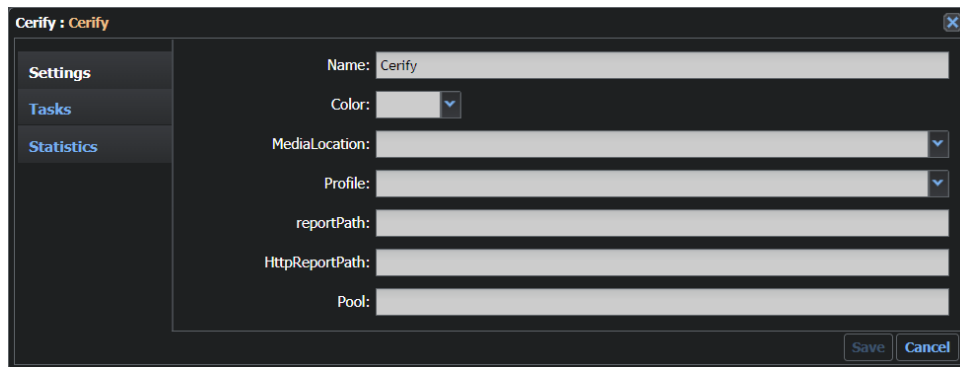 Cerify : Cerify
Settings
Tasks
Statistics
Name: Cerify
Color:
MediaLocation:
Profile:
reportPath:
HttpReportPath:
Pool:
Save Cancel